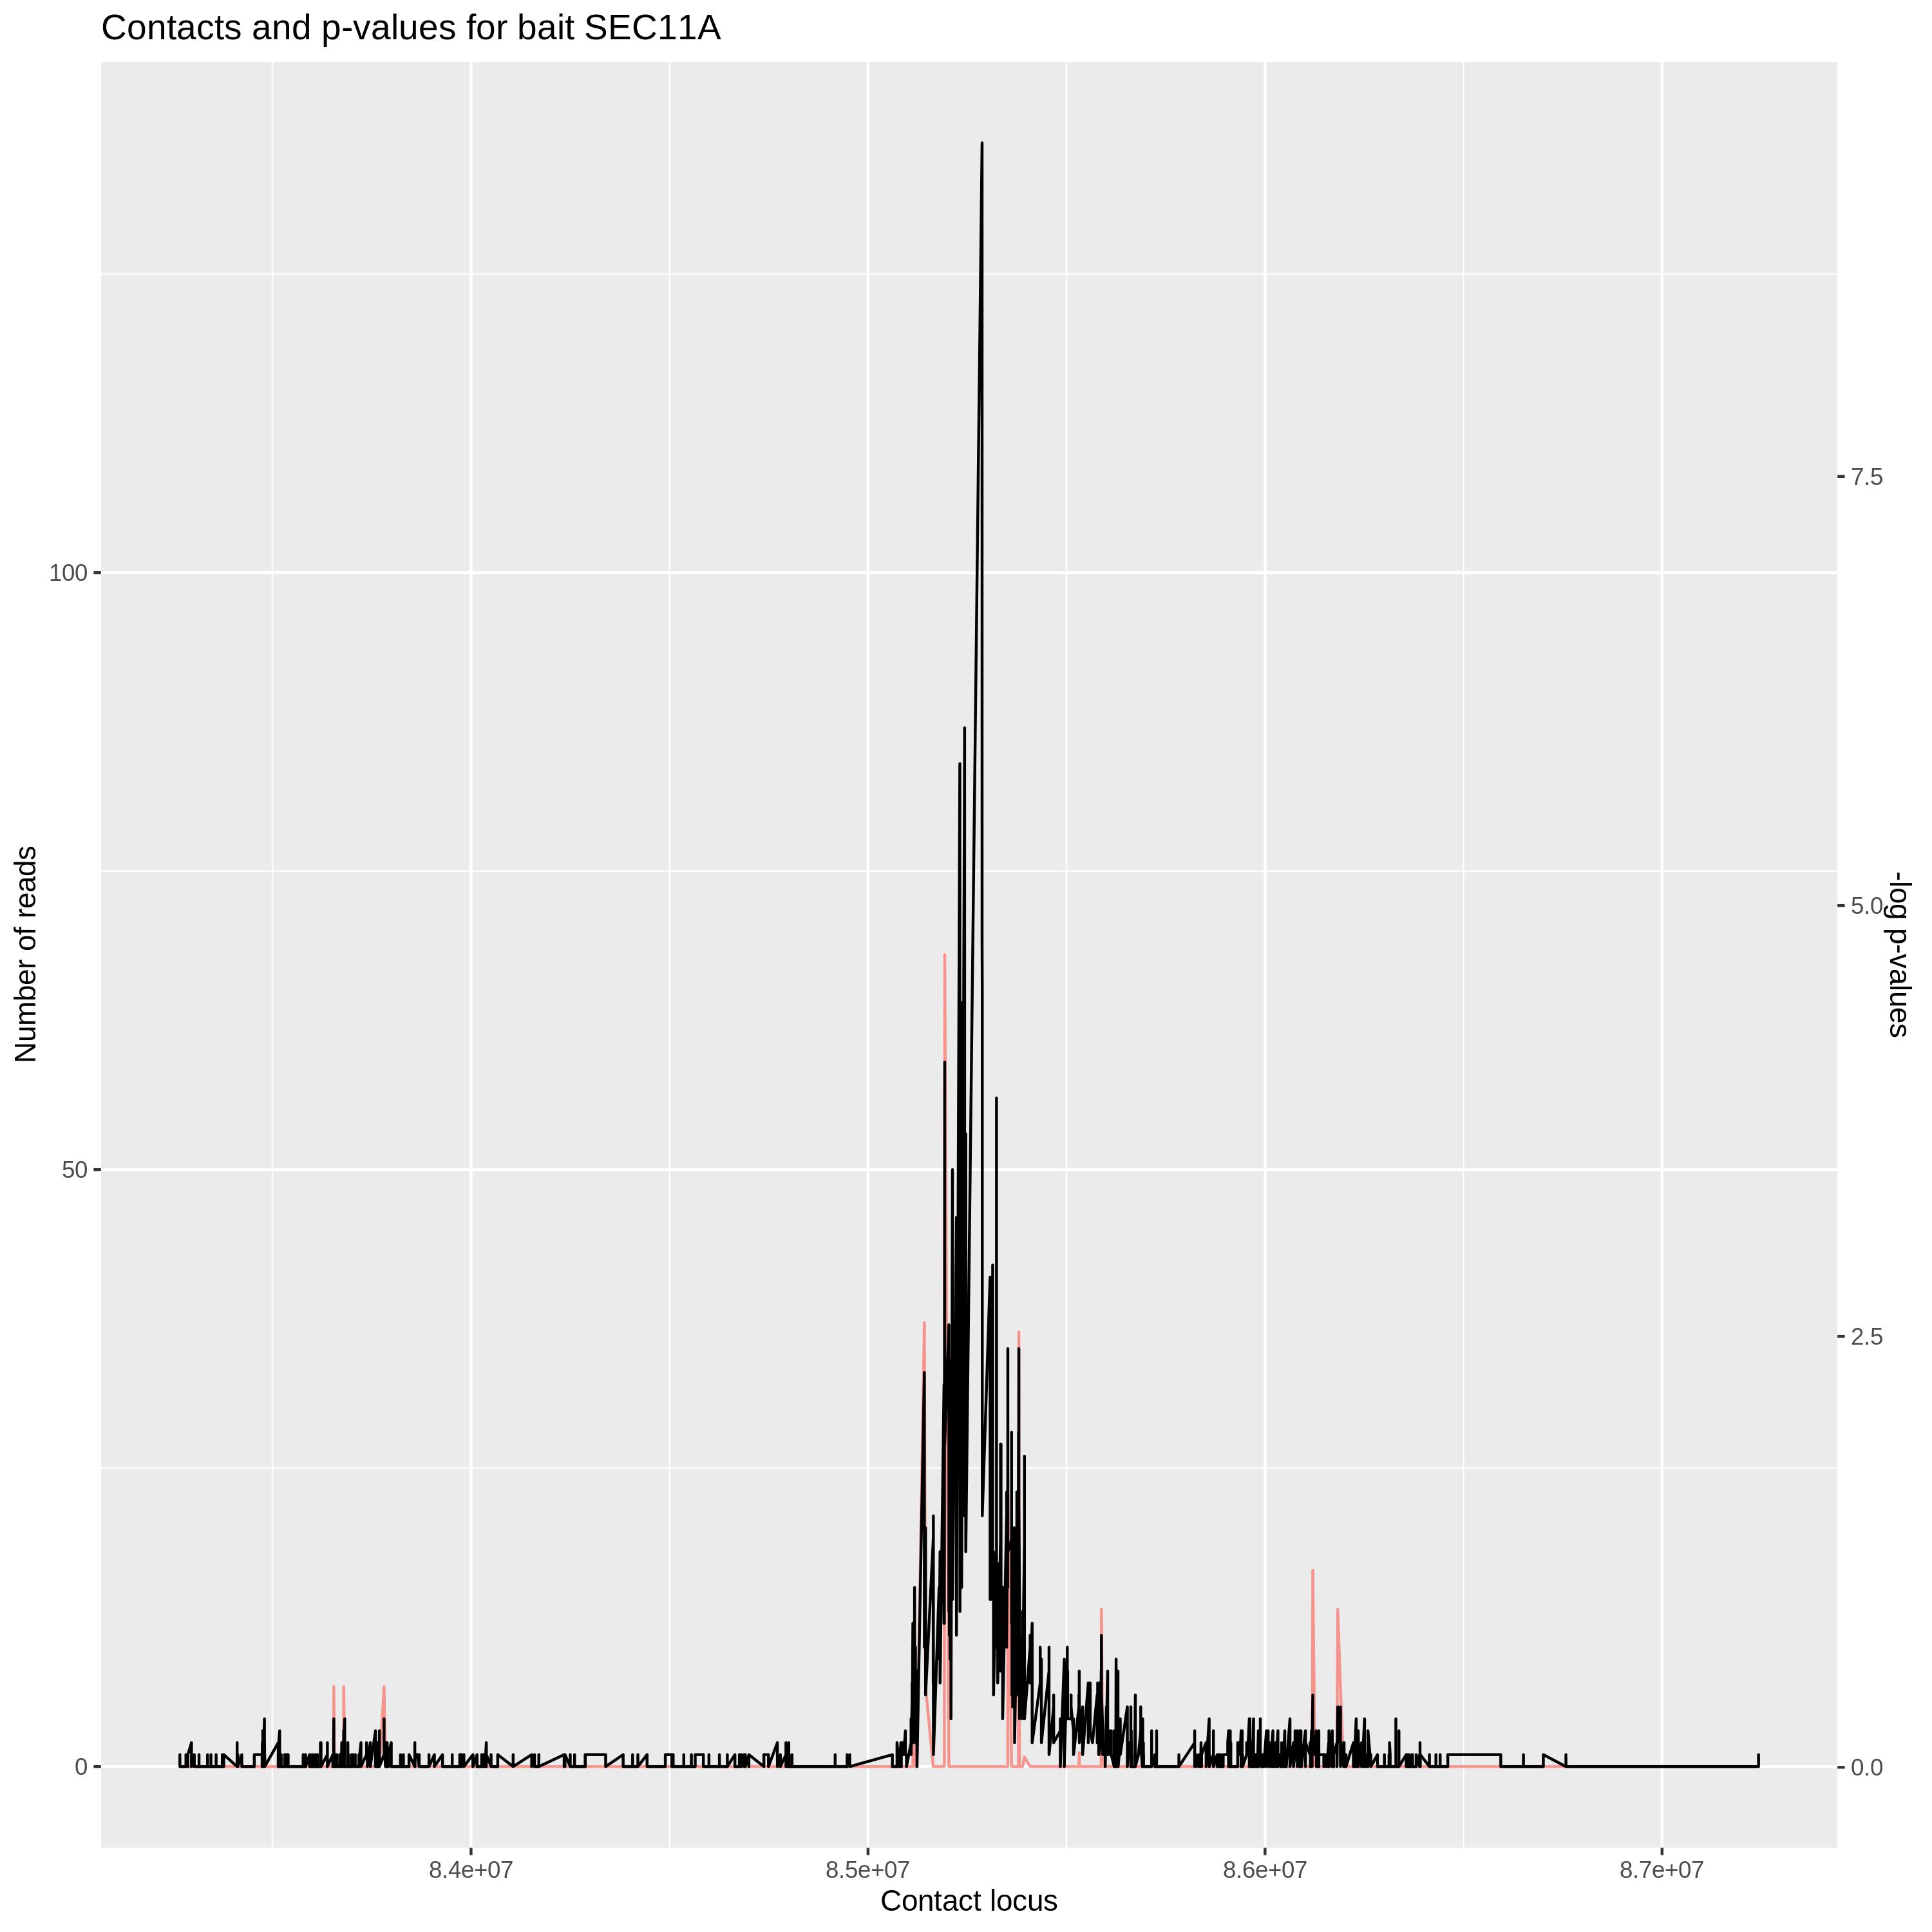 Contacts and p-values for bait SEC11A
100
50
0
Number of reads
7.5
5.0
2.5
0.0
-log p-values
8.4e+07 8.5e+07 8.6e+07 8.7e+07
Contact locus